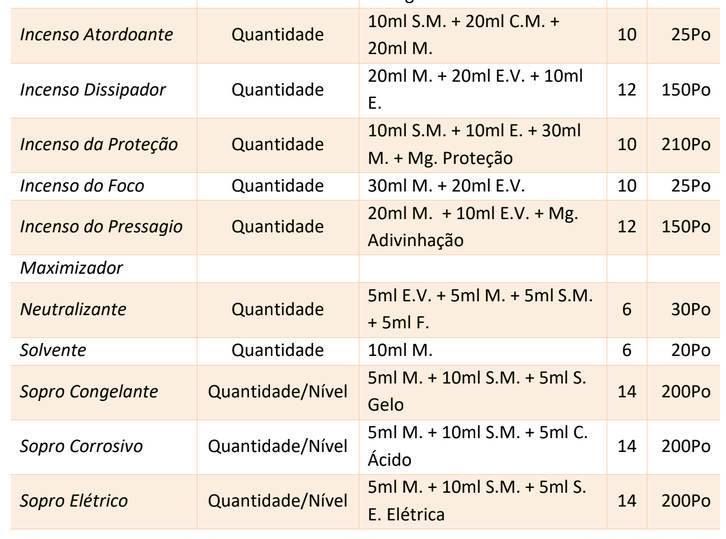 Incenso Atordoante Quantidade 10ml S.M. + 20ml C.M. + 10 25Po
20ml M.
Incenso Dissipador Quantidade 20ml M. + 20ml E.V. + 10ml 12 150Po
E.
Incenso da Proteção Quantidade 10ml S.M. + 10ml E. + 30ml 10 210Po
M. + Mg. Proteção
Incenso do Foco Quantidade 30ml M. + 20ml E.V. 10 25Po
Incenso do Pressagio Quantidade 20ml M. + 10ml E.V. + Mg. 12 150Po
Adivinhação
Maximizador
Neutralizante Quantidade 5ml E.V. + 5ml M. + 5ml S.M. 6 30Po
+ 5ml F.
Solvente Quantidade 10ml M. 6 20Po
Sopro Congelante Quantidade/Nível 5ml M. + 10ml S.M. + 5ml S. 14 200Po
Gelo
Sopro Corrosivo Quantidade/Nível 5ml M. + 10ml S.M. + 5ml C. 14 200Po
Ácido
Sopro Elétrico Quantidade/Nível 5ml M. + 10ml S.M. + 5ml S. 14 200Po
E. Elétrica